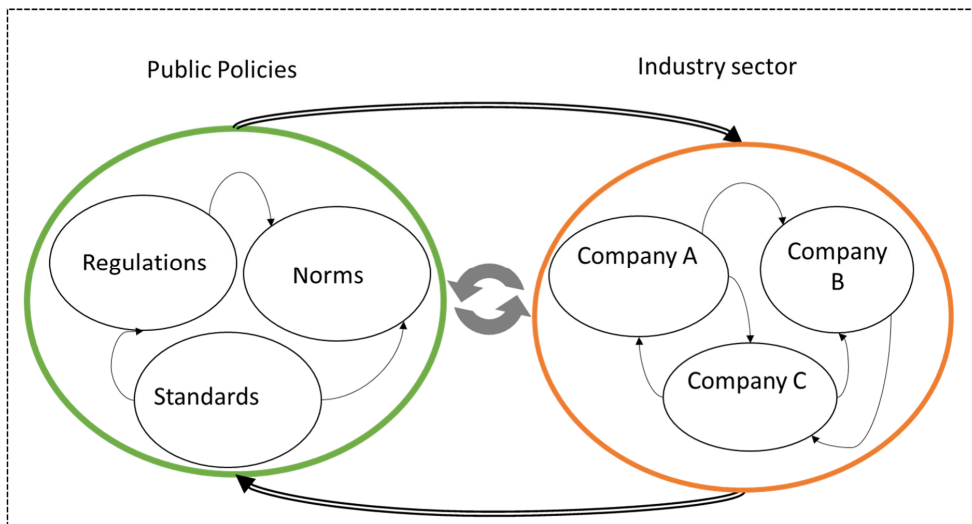 Public Policies
Industry sector
Regulations
Norms
Standards
Company A
Company
B
Company C